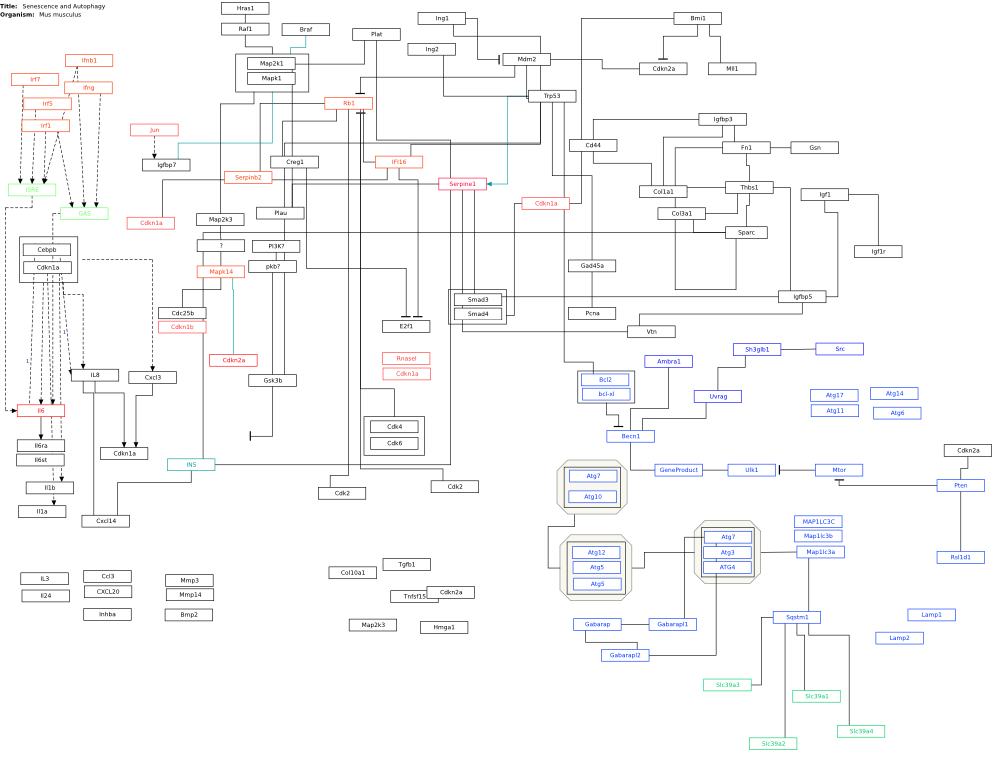 Title: Senescence and Autophagy
Organism: Mus musculus
Hras1
Raf1
Braf
Plat
Ing1
Ing2
Bmi1
Mdm2
Cdkn2a
Mll1
Map2k1
Mapk1
Ifnb1
Irf7
Ifng
Irf5
Irf1
Rb1
Trp53
Jun
Igfbp7
Creg1
IFI16
Cd44
Igfbp3
Fn1
Gsn
Serpinb2
Serpine1
ISRE
GAS
Cdkn1a
Cdkn1a
Col1a1
Thbs1
Igf1
Col3a1
Map2k3
Plau
Sparc
Igf1r
?
PI3K?
Cebpb
Cdkn1a
Mapk14
pkb?
Gad45a
Smad3
Smad4
Igfbp5
Cdc25b
Cdkn1b
E2f1
Pcna
Vtn
1
1
Cdkn2a
Rnasel
Cdkn1a
Sh3glb1
Src
Ambra1
IL8
Cxcl3
Gsk3b
Bcl2
bcl-xl
Uvrag
Atg17
Atg14
Atg11
Atg6
Il6
Cdk4
Cdk6
Becn1
Il6ra
Il6st
Cdkn1a
INS
Cdkn2a
GeneProduct
Ulk1
Mtor
Pten
Il1b
Il1a
Cxcl14
Cdk2
Cdk2
Atg7
Atg10
MAP1LC3C
Map1lc3b
Map1lc3a
Atg12
Atg5
Atg5
Atg7
Atg3
ATG4
Rsl1d1
IL3
Il24
Ccl3
CXCL20
Inhba
Mmp3
Mmp14
Bmp2
Col10a1
Tgfb1
Tnfsf15
Cdkn2a
Map2k3
Hmga1
Gabarap
Gabarapl1
Gabarapl2
Sqstm1
Lamp1
Lamp2
Slc39a3
Slc39a1
Slc39a4
Slc39a2